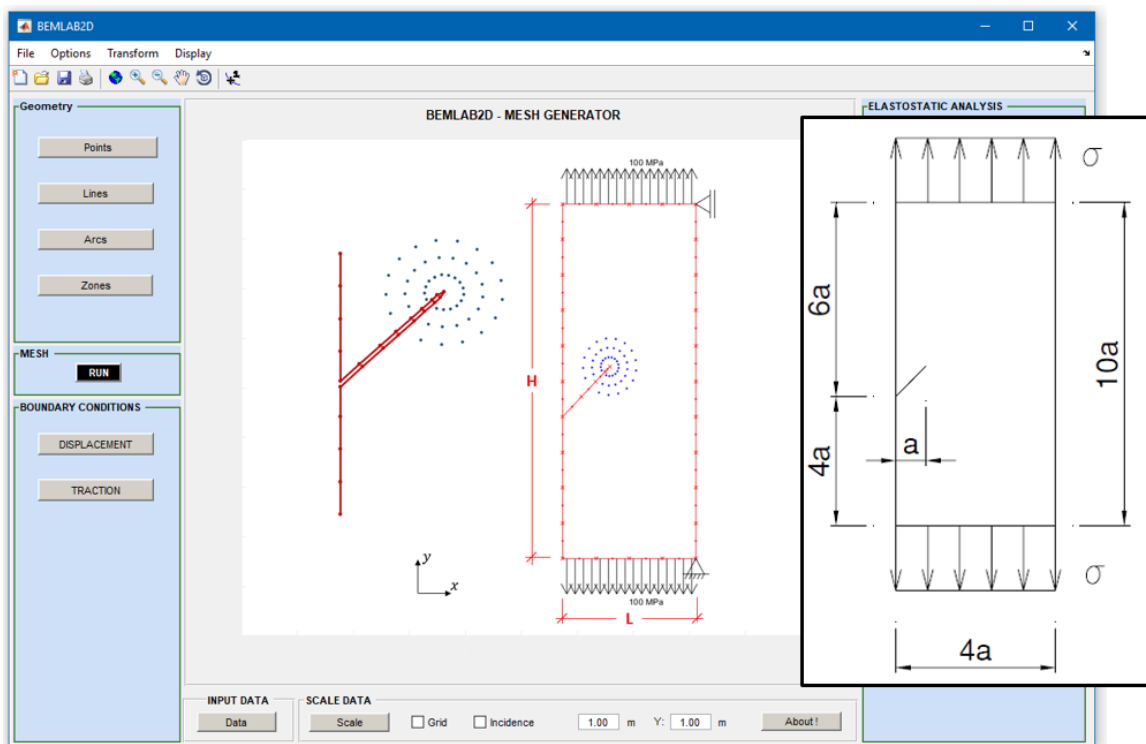 BEMLAB2D
File Options Transform Display
Geometry
Points
Lines
Arcs
Zones
MESH
RUN
BOUNDARY CONDITIONS
DISPLACEMENT
TRACTION
BEMLAB2D - MESH GENERATOR
100 MPa
H
y
x
100 MPa
L
ELASTOSTATIC ANALYSIS
σ
6a
10a
a
4a
σ
4a
INPUT DATA
Data
SCALE DATA
Scale
Grid
Incidence
1.00 m
Y: 1.00 m
About !